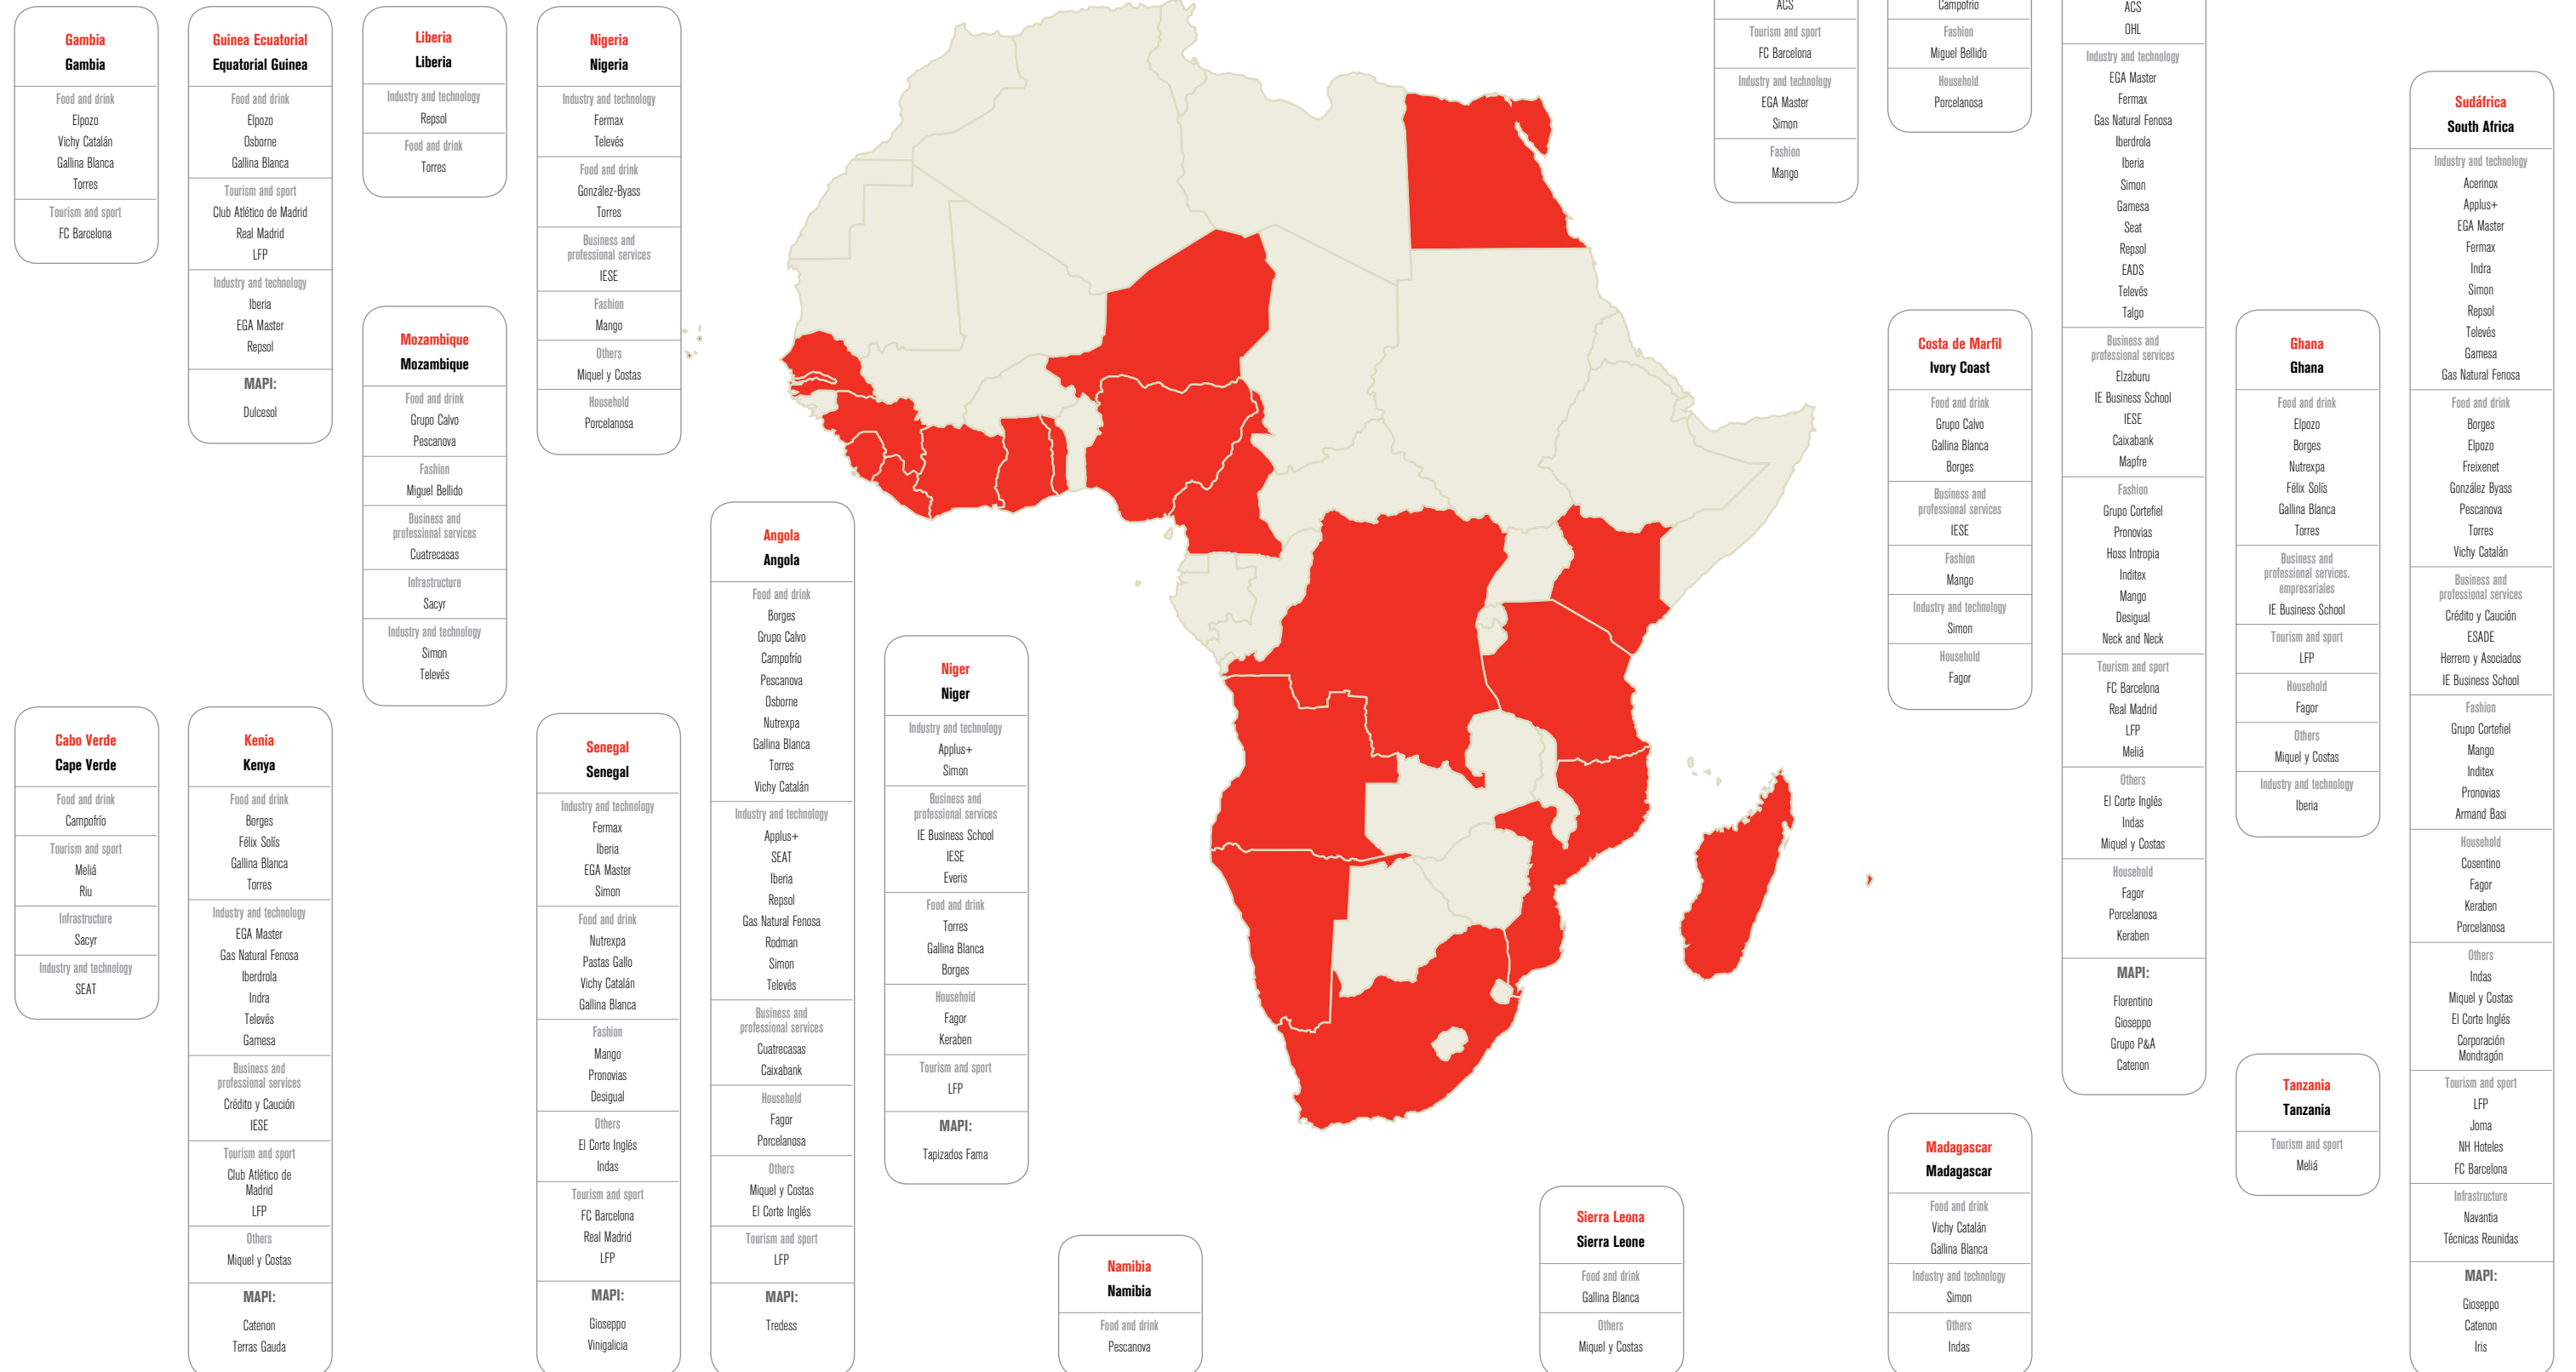 Gambia
Gambia
Food and drink
Elpozo
Vichy Catalán
Gallina Blanca
Torres
Tourism and sport
FC Barcelona
Guinea Ecuatorial
Equatorial Guinea
Food and drink
Elpozo
Osborne
Gallina Blanca
Tourism and sport
Club Atlético de Madrid
Real Madrid
LFP
Industry and technology
Iberia
EGA Master
Repsol
MAPI:
Dulcesol
Liberia
Liberia
Industry and technology
Repsol
Food and drink
Torres
Nigeria
Nigeria
Industry and technology
Fermax
Televés
Food and drink
González-Byass
Torres
Business and
professional services
IESE
Fashion
Mango
Others
Miquel y Costas
Household
Porcelanosa
Mozambique
Mozambique
Food and drink
Grupo Calvo
Pescanova
Fashion
Miguel Bellido
Business and
professional services
Cuatrecasas
Infrastructure
Sacyr
Industry and technology
Simon
Televés
Cabo Verde
Cape Verde
Food and drink
Campofrío
Tourism and sport
Meliá
Riu
Infrastructure
Sacyr
Industry and technology
SEAT
Kenia
Kenya
Food and drink
Borges
Félix Solís
Gallina Blanca
Torres
Industry and technology
EGA Master
Gas Natural Fenosa
Iberdrola
Indra
Televés
Gamesa
Business and
professional services
Crédito y Caución
IESE
Tourism and sport
Club Atlético de
Madrid
LFP
Others
Miquel y Costas
MAPI:
Catenon
Terras Gauda
Senegal
Senegal
Industry and technology
Fermax
Iberia
EGA Master
Simon
Food and drink
Nutrexpa
Pastas Gallo
Vichy Catalán
Gallina Blanca
Fashion
Mango
Pronovias
Desigual
Others
El Corte Inglés
Indas
Tourism and sport
FC Barcelona
Real Madrid
LFP
MAPI:
Gioseppo
Vinigalicia
Angola
Angola
Food and drink
Borges
Grupo Calvo
Campofrío
Pescanova
Osborne
Nutrexpa
Gallina Blanca
Torres
Vichy Catalán
Industry and technology
Applus+
SEAT
Iberia
Repsol
Gas Natural Fenosa
Rodman
Simon
Televés
Business and
professional services
Cuatrecasas
Caixabank
Household
Fagor
Porcelanosa
Others
Miquel y Costas
El Corte Inglés
Tourism and sport
LFP
MAPI:
Tredess
Niger
Niger
Industry and technology
Applus+
Simon
Business and
professional services
IE Business School
IESE
Everis
Food and drink
Torres
Gallina Blanca
Borges
Household
Fagor
Keraben
Tourism and sport
LFP
MAPI:
Tapizados Fama
Namibia
Namibia
Food and drink
Pescanova
Sierra Leona
Sierra Leone
Food and drink
Gallina Blanca
Others
Miquel y Costas
ACS
Tourism and sport
FC Barcelona
Industry and technology
EGA Master
Simon
Fashion
Mango
Campofrío
Fashion
Miguel Bellido
Household
Porcelanosa
Costa de Marfil
Ivory Coast
Food and drink
Grupo Calvo
Gallina Blanca
Borges
Business and
professional services
IESE
Fashion
Mango
Industry and technology
Simon
Household
Fagor
Madagascar
Madagascar
Food and drink
Vichy Catalán
Gallina Blanca
Industry and technology
Simon
Others
Indas
ACS
OHL
Industry and technology
EGA Master
Fermax
Gas Natural Fenosa
Iberdrola
Iberia
Simon
Gamesa
Seat
Repsol
EADS
Televés
Talgo
Business and
professional services
Elzaburu
IE Business School
IESE
Caixabank
Mapfre
Fashion
Grupo Cortefiel
Pronovias
Hoss Intropia
Inditex
Mango
Desigual
Neck and Neck
Tourism and sport
FC Barcelona
Real Madrid
LFP
Meliá
Others
El Corte Inglés
Indas
Miquel y Costas
Household
Fagor
Porcelanosa
Keraben
MAPI:
Florentino
Gioseppo
Grupo P&A
Catenon
Ghana
Ghana
Food and drink
Elpozo
Borges
Nutrexpa
Félix Solís
Gallina Blanca
Torres
Business and
professional services.
empresariales
IE Business School
Tourism and sport
LFP
Household
Fagor
Others
Miquel y Costas
Industry and technology
Iberia
Tanzania
Tanzania
Tourism and sport
Meliá
Sudáfrica
South Africa
Industry and technology
Acerinox
Applus+
EGA Master
Fermax
Indra
Simon
Repsol
Televés
Gamesa
Gas Natural Fenosa
Food and drink
Borges
Elpozo
Freixenet
González Byass
Pescanova
Torres
Vichy Catalán
Business and
professional services
Crédito y Caución
ESADE
Herrero y Asociados
IE Business School
Fashion
Grupo Cortefiel
Mango
Inditex
Pronovias
Armand Basi
Household
Cosentino
Fagor
Keraben
Porcelanosa
Others
Indas
Miquel y Costas
El Corte Inglés
Corporación
Mondragón
Tourism and sport
LFP
Joma
NH Hoteles
FC Barcelona
Infrastructure
Navantia
Técnicas Reunidas
MAPI:
Gioseppo
Catenon
Iris